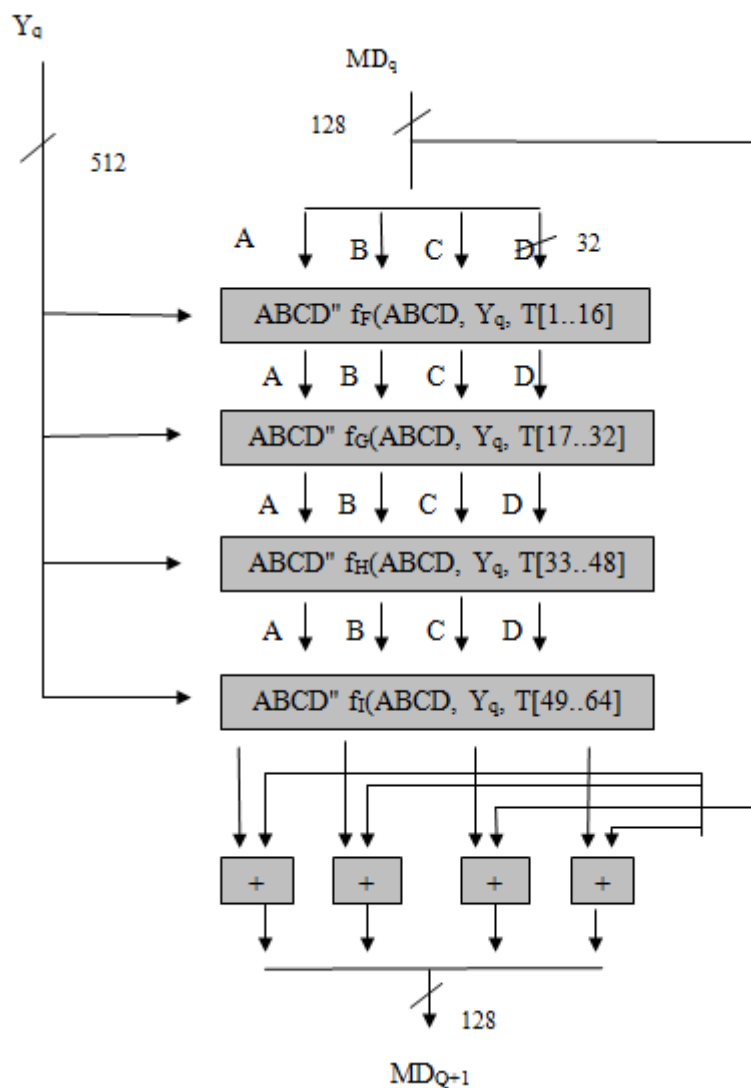 Yq
MDq
128
512
A B C D 32
ABCD" fF(ABCD, Yq, T[1..16]
A B C D
ABCD" fG(ABCD, Yq, T[17..32]
A B C D
ABCD" fH(ABCD, Yq, T[33..48]
A B C D
ABCD" fI(ABCD, Yq, T[49..64]
+ + + +
128
MDQ+1